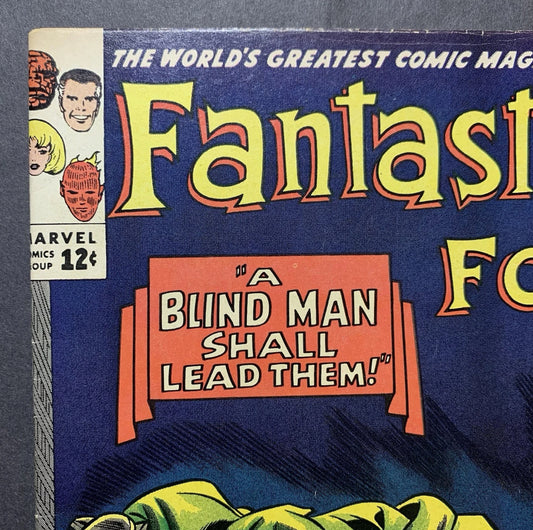 THE WORLD'S GREATEST COMIC MAG
Fantast
Fo
MARVEL
COMICS
GROUP 12¢
"A
BLIND MAN
SHALL
LEAD THEM!"